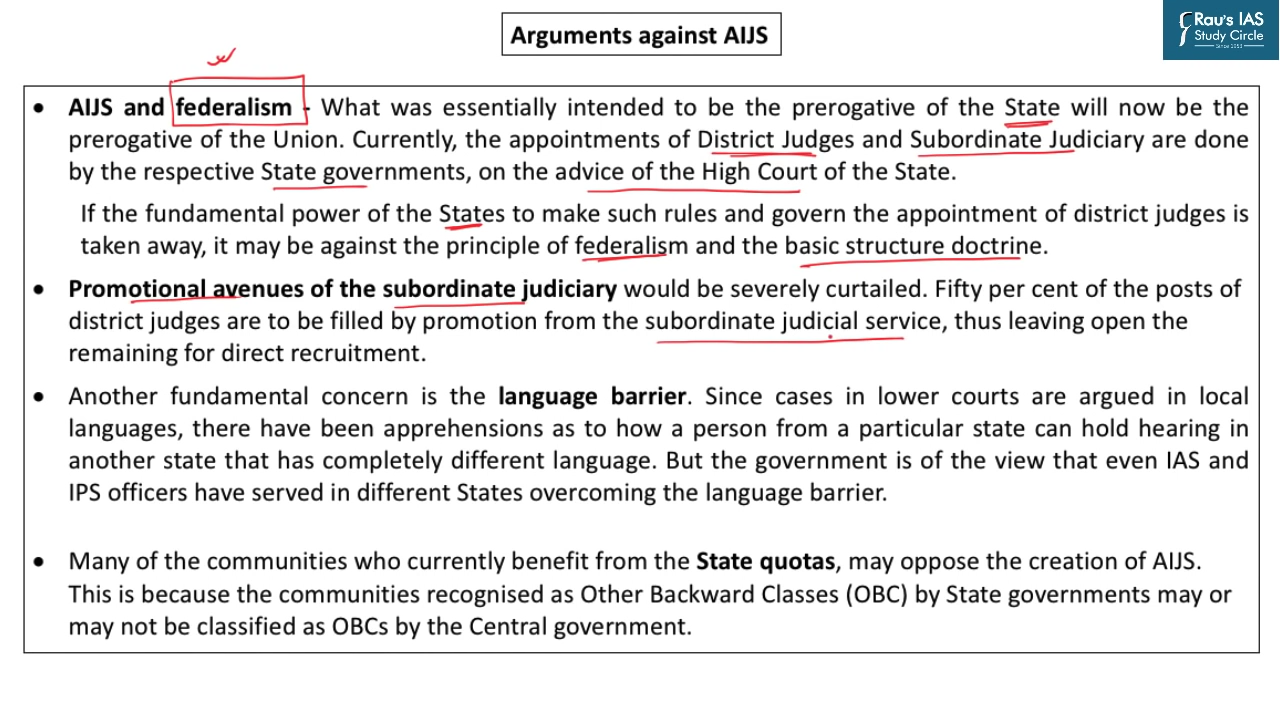 Arguments against AIJS
Rau's IAS
Study Circle
Since 1953
• AIJS and federalism - What was essentially intended to be the prerogative of the State will now be the
prerogative of the Union. Currently, the appointments of District Judges and Subordinate Judiciary are done
by the respective State governments, on the advice of the High Court of the State.
If the fundamental power of the States to make such rules and govern the appointment of district judges is
taken away, it may be against the principle of federalism and the basic structure doctrine.
• Promotional avenues of the subordinate judiciary would be severely curtailed. Fifty per cent of the posts of
district judges are to be filled by promotion from the subordinate judicial service, thus leaving open the
remaining for direct recruitment.
• Another fundamental concern is the language barrier. Since cases in lower courts are argued in local
languages, there have been apprehensions as to how a person from a particular state can hold hearing in
another state that has completely different language. But the government is of the view that even IAS and
IPS officers have served in different States overcoming the language barrier.
• Many of the communities who currently benefit from the State quotas, may oppose the creation of AIJS.
This is because the communities recognised as Other Backward Classes (OBC) by State governments may or
may not be classified as OBCs by the Central government.